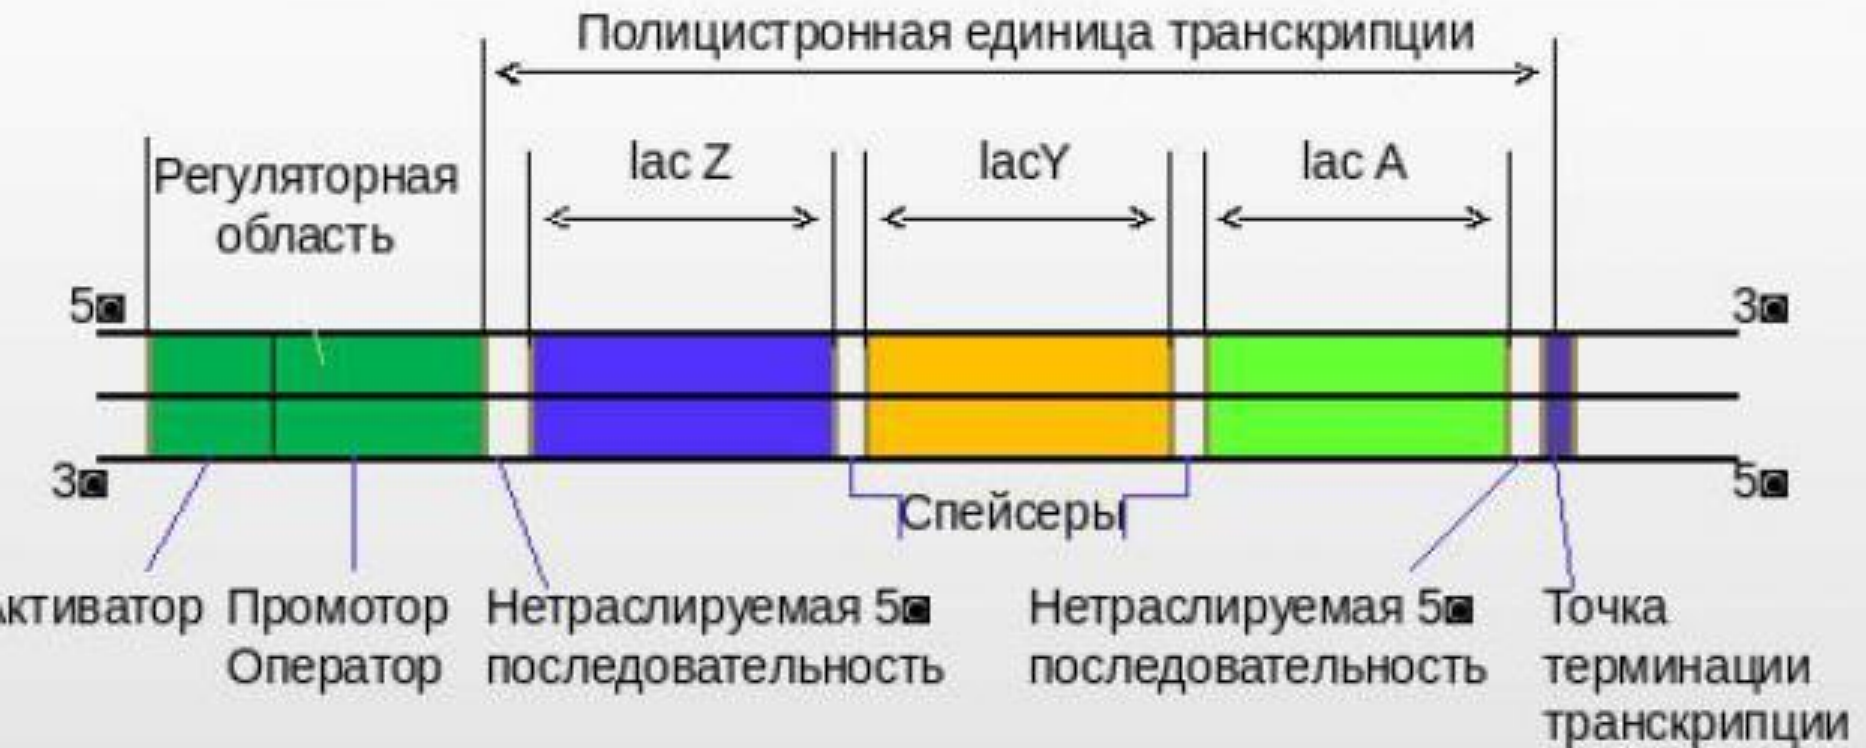 Полицистронная единица транскрипции
Регуляторная
область
lac Z
lacY
lac A
5◙
3◙
3◙
5◙
Спейсеры
Активатор
Промотор
Оператор
Нетраслируемая 5◙
последовательность
Нетраслируемая 5◙
последовательность
Точка
терминации
транскрипции